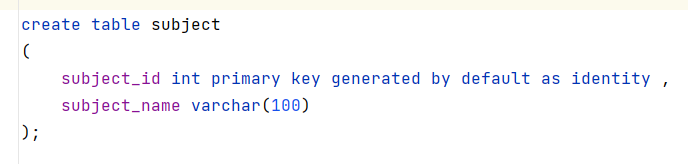 create table subject
(
    subject_id int primary key generated by default as identity ,
    subject_name varchar(100)
);